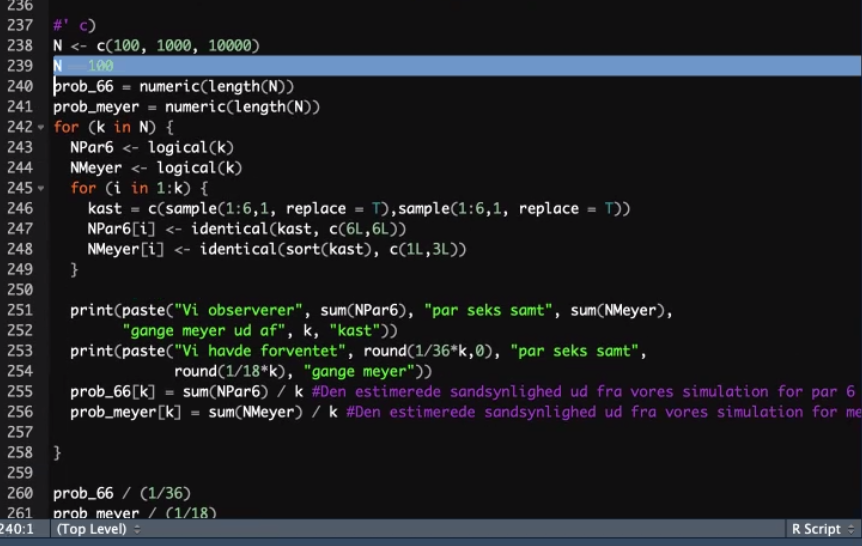 236
237 #' c)
238 N <- c(100, 1000, 10000)
239 N = 100
240 prob_66 = numeric(length(N))
241 prob_meyer = numeric(length(N))
242 for (k in N) {
243 NPar6 <- logical(k)
244 NMeyer <- logical(k)
245 for (i in 1:k) {
246 kast = c(sample(1:6,1, replace = T),sample(1:6,1, replace = T))
247 NPar6[i] <- identical(kast, c(6L,6L))
248 NMeyer[i] <- identical(sort(kast), c(1L,3L))
249 }
250
251 print(paste("Vi observerer", sum(NPar6), "par seks samt", sum(NMeyer),
252 "gange meyer ud af", k, "kast"))
253 print(paste("Vi havde forventet", round(1/36*k,0), "par seks samt",
254 round(1/18*k), "gange meyer"))
255 prob_66[k] = sum(NPar6) / k #Den estimerede sandsynlighed ud fra vores simulation for par 6
256 prob_meyer[k] = sum(NMeyer) / k #Den estimerede sandsynlighed ud fra vores simulation for me
257
258 }
259
260 prob_66 / (1/36)
261 prob_meyer / (1/18)
240:1 (Top Level) R Script